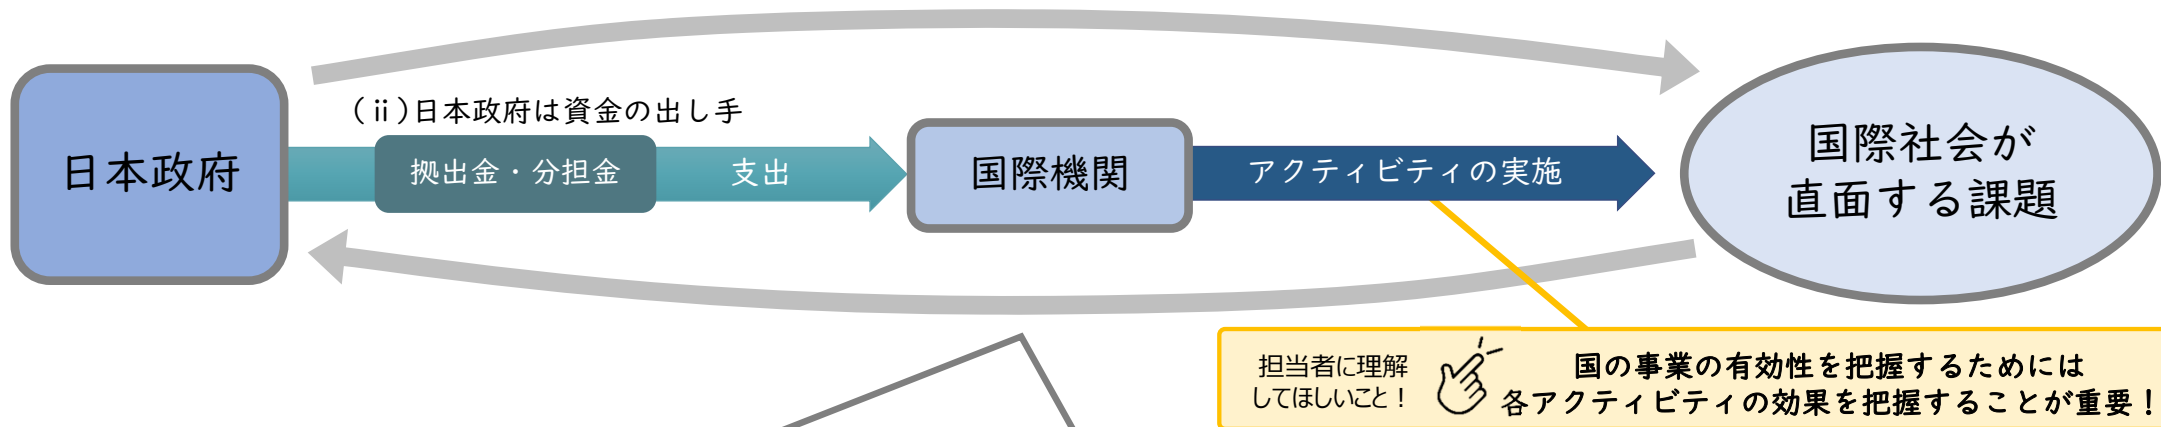 (ⅱ)日本政府は資金の出し手
日本政府
拠出金・分担金
支出
国際機関
アクティビティの実施
国際社会が
直面する課題
担当者に理解
してほしいこと！
国の事業の有効性を把握するためには
各アクティビティの効果を把握することが重要！